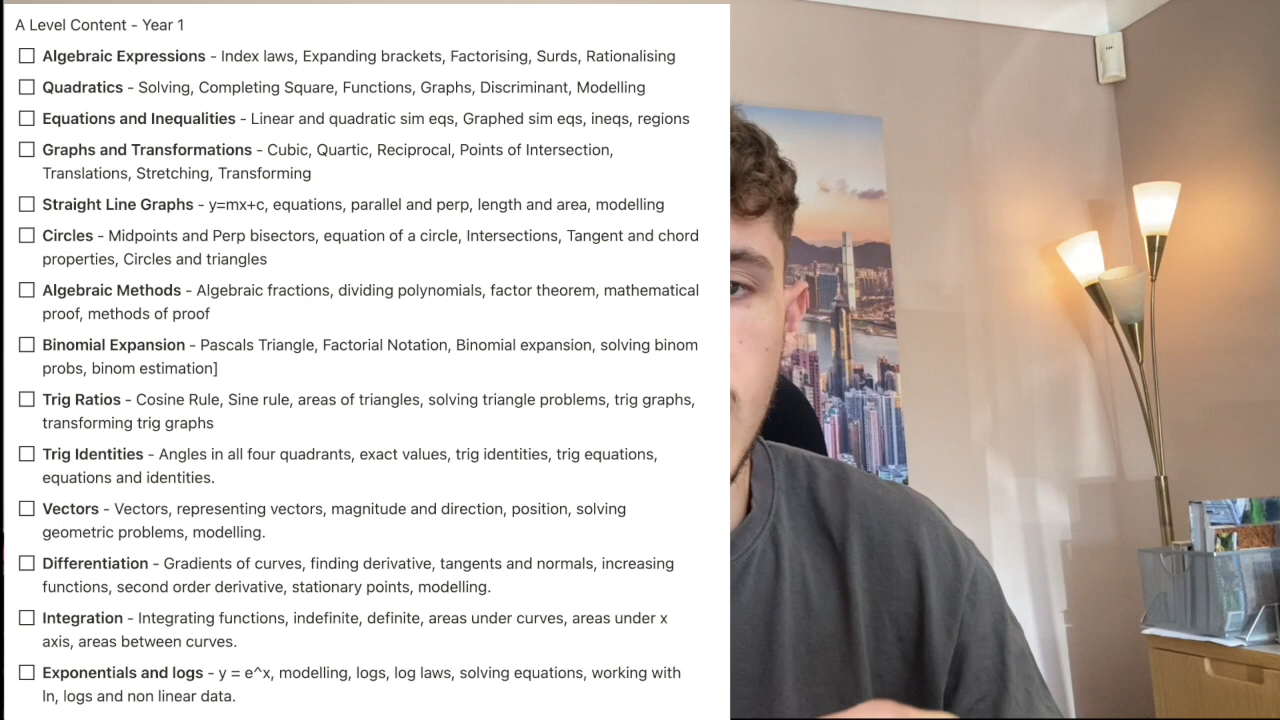 A Level Content - Year 1
Algebraic Expressions - Index laws, Expanding brackets, Factorising, Surds, Rationalising
Quadratics - Solving, Completing Square, Functions, Graphs, Discriminant, Modelling
Equations and Inequalities - Linear and quadratic sim eqs, Graphed sim eqs, ineqs, regions
Graphs and Transformations - Cubic, Quartic, Reciprocal, Points of Intersection,
Translations, Stretching, Transforming
Straight Line Graphs - y=mx+c, equations, parallel and perp, length and area, modelling
Circles - Midpoints and Perp bisectors, equation of a circle, Intersections, Tangent and chord
properties, Circles and triangles
Algebraic Methods - Algebraic fractions, dividing polynomials, factor theorem, mathematical
proof, methods of proof
Binomial Expansion - Pascals Triangle, Factorial Notation, Binomial expansion, solving binom
probs, binom estimation]
Trig Ratios - Cosine Rule, Sine rule, areas of triangles, solving triangle problems, trig graphs,
transforming trig graphs
Trig Identities - Angles in all four quadrants, exact values, trig identities, trig equations,
equations and identities.
Vectors - Vectors, representing vectors, magnitude and direction, position, solving
geometric problems, modelling.
Differentiation - Gradients of curves, finding derivative, tangents and normals, increasing
functions, second order derivative, stationary points, modelling.
Integration - Integrating functions, indefinite, definite, areas under curves, areas under x
axis, areas between curves.
Exponentials and logs - y = e^x, modelling, logs, log laws, solving equations, working with
ln, logs and non linear data.